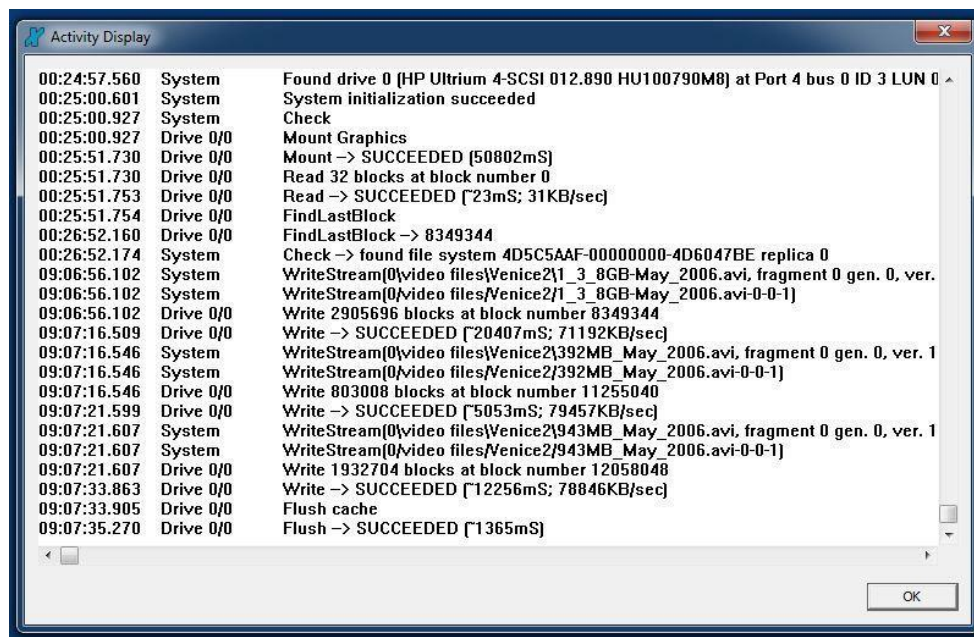 Activity Display
00:24:57.560 System Found drive 0 (HP Ultrium 4-SCSI 012.890 HU100790M8) at Port 4 bus 0 ID 3 LUN 0
00:25:00.601 System System initialization succeeded
00:25:00.927 System Check
00:25:00.927 Drive 0/0 Mount Graphics
00:25:51.730 Drive 0/0 Mount -> SUCCEEDED (50802mS)
00:25:51.730 Drive 0/0 Read 32 blocks at block number 0
00:25:51.753 Drive 0/0 Read -> SUCCEEDED (~23mS; 31KB/sec)
00:25:51.754 Drive 0/0 FindLastBlock
00:26:52.160 Drive 0/0 FindLastBlock -> 8349344
00:26:52.174 System Check -> found file system 4D5C5AAF-00000000-4D6047BE replica 0
09:06:56.102 System WriteStream(0\video files\Venice2\1_3_8GB-May_2006.avi, fragment 0 gen. 0, ver.
09:06:56.102 System WriteStream(0/video files/Venice2/1_3_8GB-May_2006.avi-0-0-1)
09:06:56.102 Drive 0/0 Write 2905696 blocks at block number 8349344
09:07:16.509 Drive 0/0 Write -> SUCCEEDED (~20407mS; 71192KB/sec)
09:07:16.546 System WriteStream(0\video files\Venice2\392MB_May_2006.avi, fragment 0 gen. 0, ver. 1
09:07:16.546 System WriteStream(0/video files/Venice2/392MB_May_2006.avi-0-0-1)
09:07:16.546 Drive 0/0 Write 803008 blocks at block number 11255040
09:07:21.599 Drive 0/0 Write -> SUCCEEDED (~5053mS; 79457KB/sec)
09:07:21.607 System WriteStream(0\video files\Venice2\943MB_May_2006.avi, fragment 0 gen. 0, ver. 1
09:07:21.607 System WriteStream(0/video files/Venice2/943MB_May_2006.avi-0-0-1)
09:07:21.607 Drive 0/0 Write 1932704 blocks at block number 12058048
09:07:33.863 Drive 0/0 Write -> SUCCEEDED (~12256mS; 78846KB/sec)
09:07:33.905 Drive 0/0 Flush cache
09:07:35.270 Drive 0/0 Flush -> SUCCEEDED (~1365mS)
OK